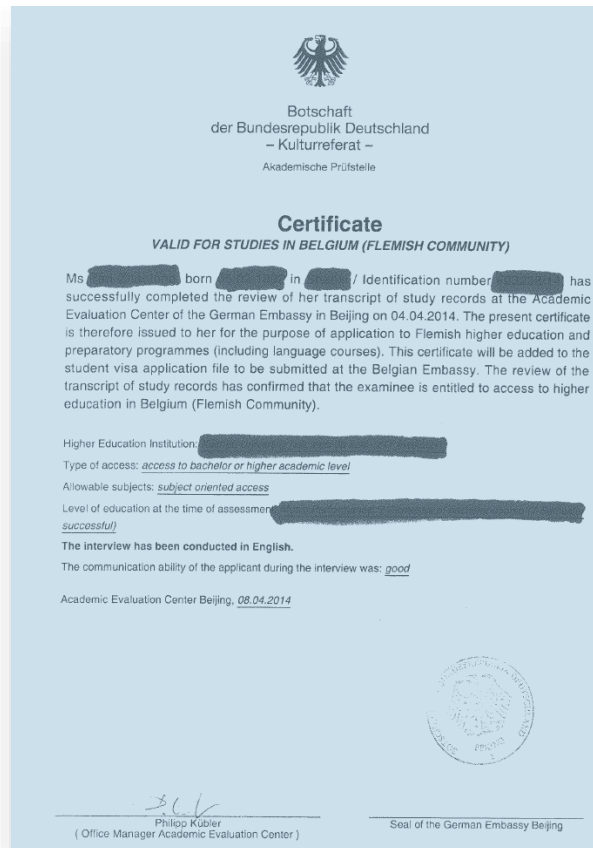 Botschaft
der Bundesrepublik Deutschland
– Kulturreferat –
Akademische Prüfstelle
Certificate
VALID FOR STUDIES IN BELGIUM (FLEMISH COMMUNITY)
Ms born in / Identification number has
successfully completed the review of her transcript of study records at the Academic
Evaluation Center of the German Embassy in Beijing on 04.04.2014. The present certificate
is therefore issued to her for the purpose of application to Flemish higher education and
preparatory programmes (including language courses). This certificate will be added to the
student visa application file to be submitted at the Belgian Embassy. The review of the
transcript of study records has confirmed that the examinee is entitled to access to higher
education in Belgium (Flemish Community).
Higher Education Institution:
Type of access: access to bachelor or higher academic level
Allowable subjects: subject oriented access
Level of education at the time of assessment
successful)
The interview has been conducted in English.
The communication ability of the applicant during the interview was: good
Academic Evaluation Center Beijing, 08.04.2014
PEKING
Philipp Kübler
( Office Manager Academic Evaluation Center )
Seal of the German Embassy Beijing